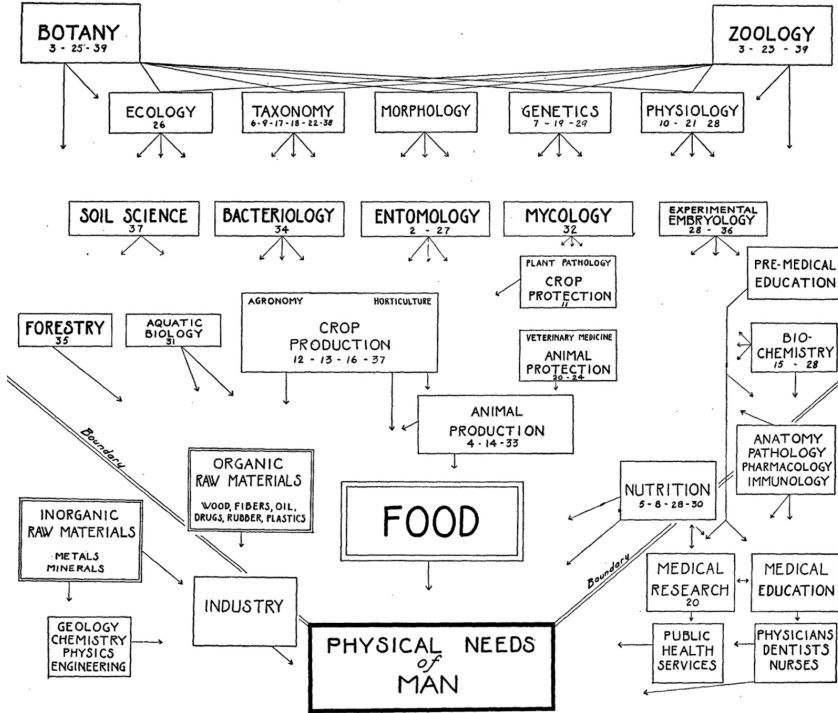 BOTANY
3 - 25 - 39
ZOOLOGY
3 - 23 - 39
ECOLOGY
26
TAXONOMY
6-9-17-18-22-38
MORPHOLOGY
GENETICS
7 - 19 - 29
PHYSIOLOGY
10 - 21 28
SOIL SCIENCE
37
BACTERIOLOGY
34
ENTOMOLOGY
2 - 27
MYCOLOGY
32
EXPERIMENTAL
EMBRYOLOGY
28 - 36
PRE-MEDICAL
EDUCATION
PLANT PATHOLOGY
CROP
PROTECTION
11
AGRONOMY
HORTICULTURE
CROP
PRODUCTION
12 - 13 - 16 - 37
FORESTRY
35
AQUATIC
BIOLOGY
31
VETERINARY MEDICINE
ANIMAL
PROTECTION
20-24
BIO-
CHEMISTRY
15 - 28
ANIMAL
PRODUCTION
4 - 14 - 33
Boundary
ANATOMY
PATHOLOGY
PHARMACOLOGY
IMMUNOLOGY
ORGANIC
RAW MATERIALS
WOOD, FIBERS, OIL,
DRUGS, RUBBER, PLASTICS
FOOD
NUTRITION
5 - 8 - 28 - 30
INORGANIC
RAW MATERIALS
METALS
MINERALS
Boundary
INDUSTRY
MEDICAL
RESEARCH
20
MEDICAL
EDUCATION
GEOLOGY
CHEMISTRY
PHYSICS
ENGINEERING
PHYSICAL NEEDS
of
MAN
PUBLIC
HEALTH
SERVICES
PHYSICIANS
DENTISTS
NURSES